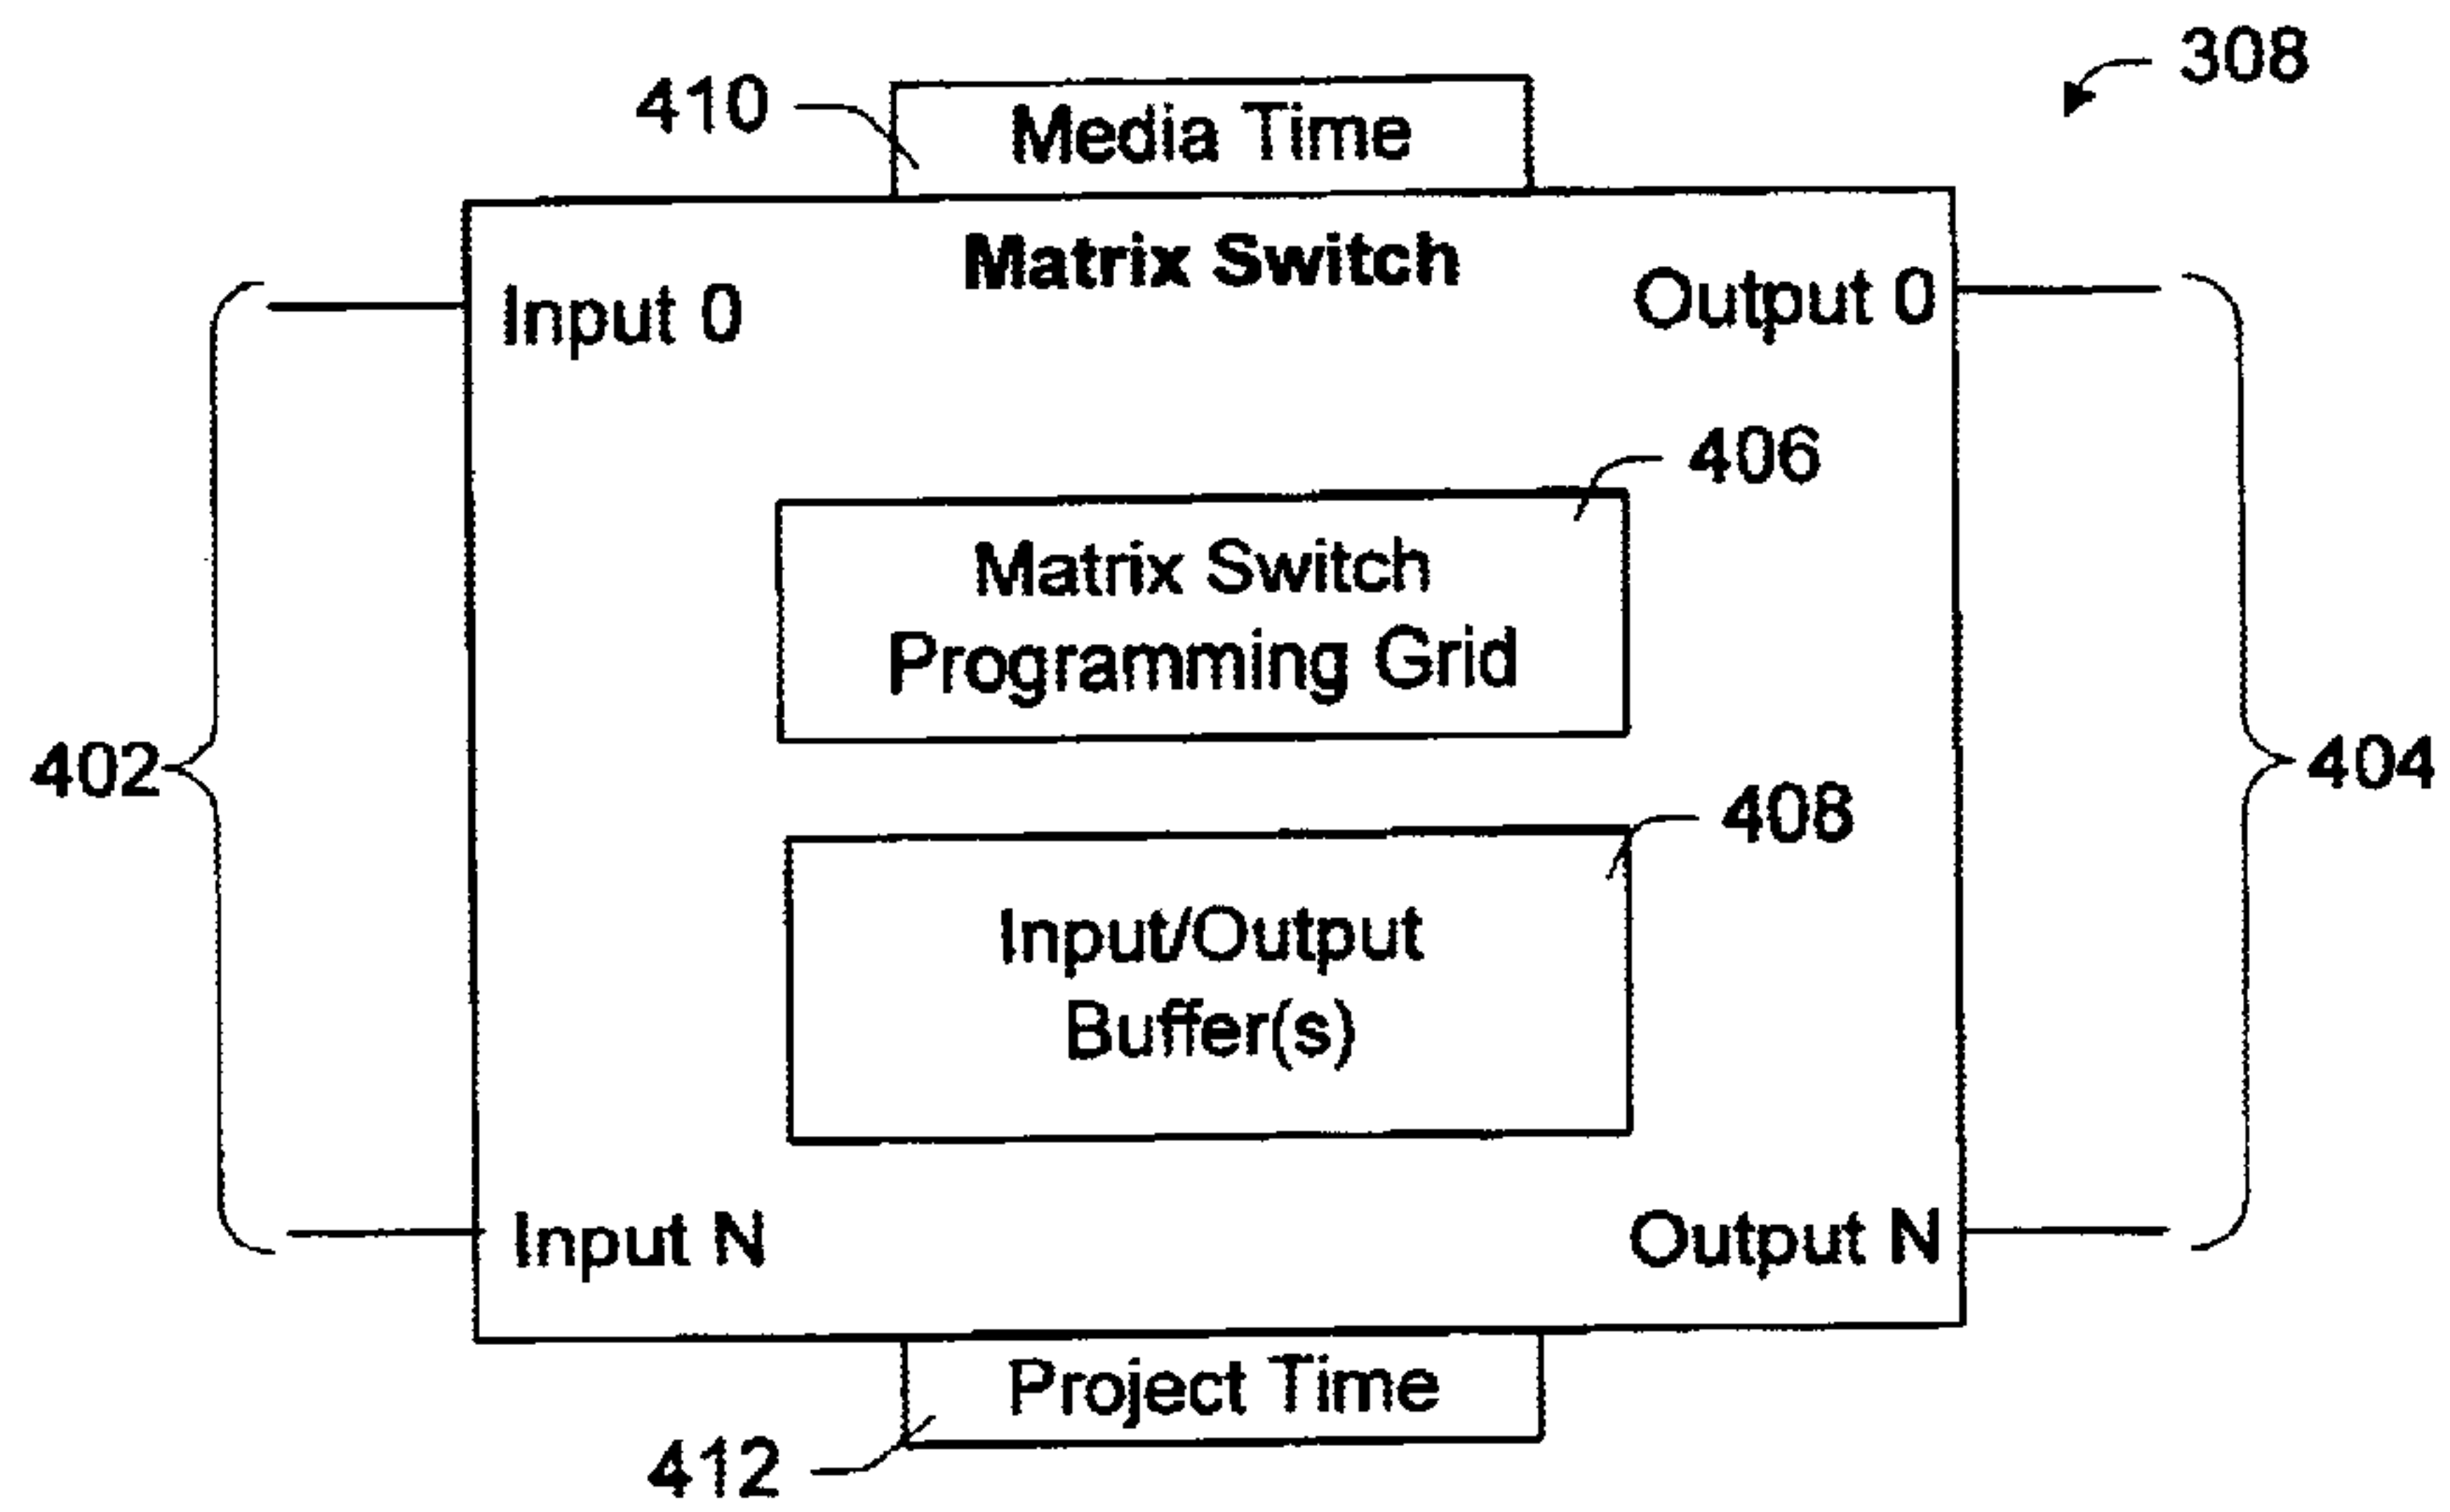 308
410
Media Time
Matrix Switch
Input 0
Output 0
406
Matrix Switch
Programming Grid
402
404
408
Input/Output
Buffer(s)
Input N
Output N
Project Time
412